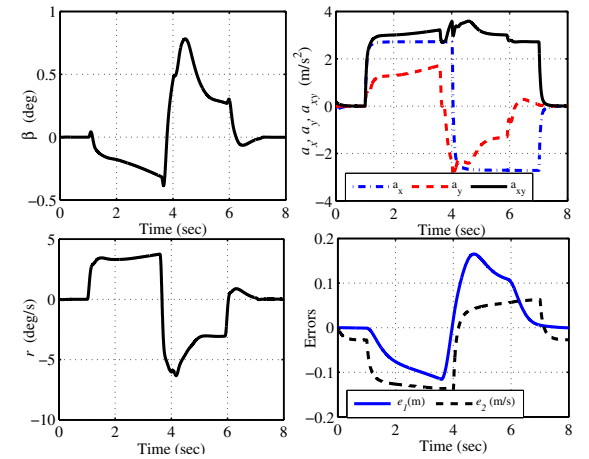 1
0.5
0
−0.5
β (deg)
0 2 4 6 8
Time (sec)
4
2
0
−2
−4
a_x, a_y, a_xy (m/s²)
a_x a_y a_xy
0 2 4 6 8
Time (sec)
5
0
−5
−10
r (deg/s)
0 2 4 6 8
Time (sec)
0.2
0.1
0
−0.1
−0.2
Errors
e_1(m) e_2 (m/s)
0 2 4 6 8
Time (sec)